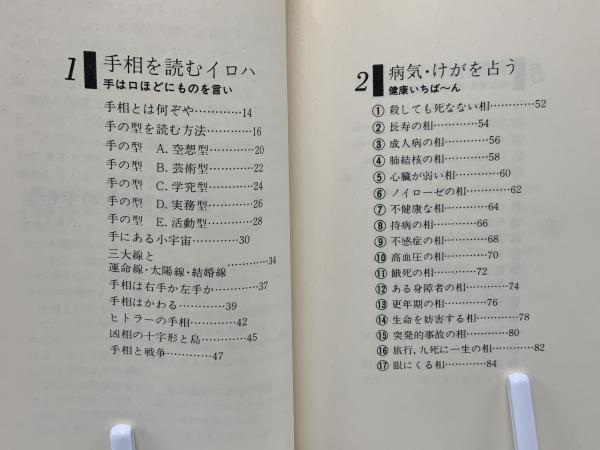 1 手相を読むイロハ
手は口ほどにものを言い
手相とは何ぞや…………14
手の型を読む方法…………16
手の型 A. 空想型…………20
手の型 B. 芸術型…………22
手の型 C. 学究型…………24
手の型 D. 実務型…………26
手の型 E. 活動型…………28
手にある小宇宙…………30
三大線と
運命線・太陽線・結婚線…………34
手相は右手か左手か…………37
手相はかわる…………39
ヒトラーの手相…………42
凶相の十字形と島…………45
手相と戦争…………47
2 病気・けがを占う
健康いちば〜ん
① 殺しても死なない相…………52
② 長寿の相…………54
③ 成人病の相…………56
④ 肺結核の相…………58
⑤ 心臓が弱い相…………60
⑥ ノイローゼの相…………62
⑦ 不健康な相…………64
⑧ 持病の相…………66
⑨ 不感症の相…………68
⑩ 高血圧の相…………70
⑪ 餓死の相…………72
⑫ ある身障者の相…………74
⑬ 更年期の相…………76
⑭ 生命を妨害する相…………78
⑮ 突発的事故の相…………80
⑯ 旅行，九死に一生の相…………82
⑰ 眼にくる相…………84